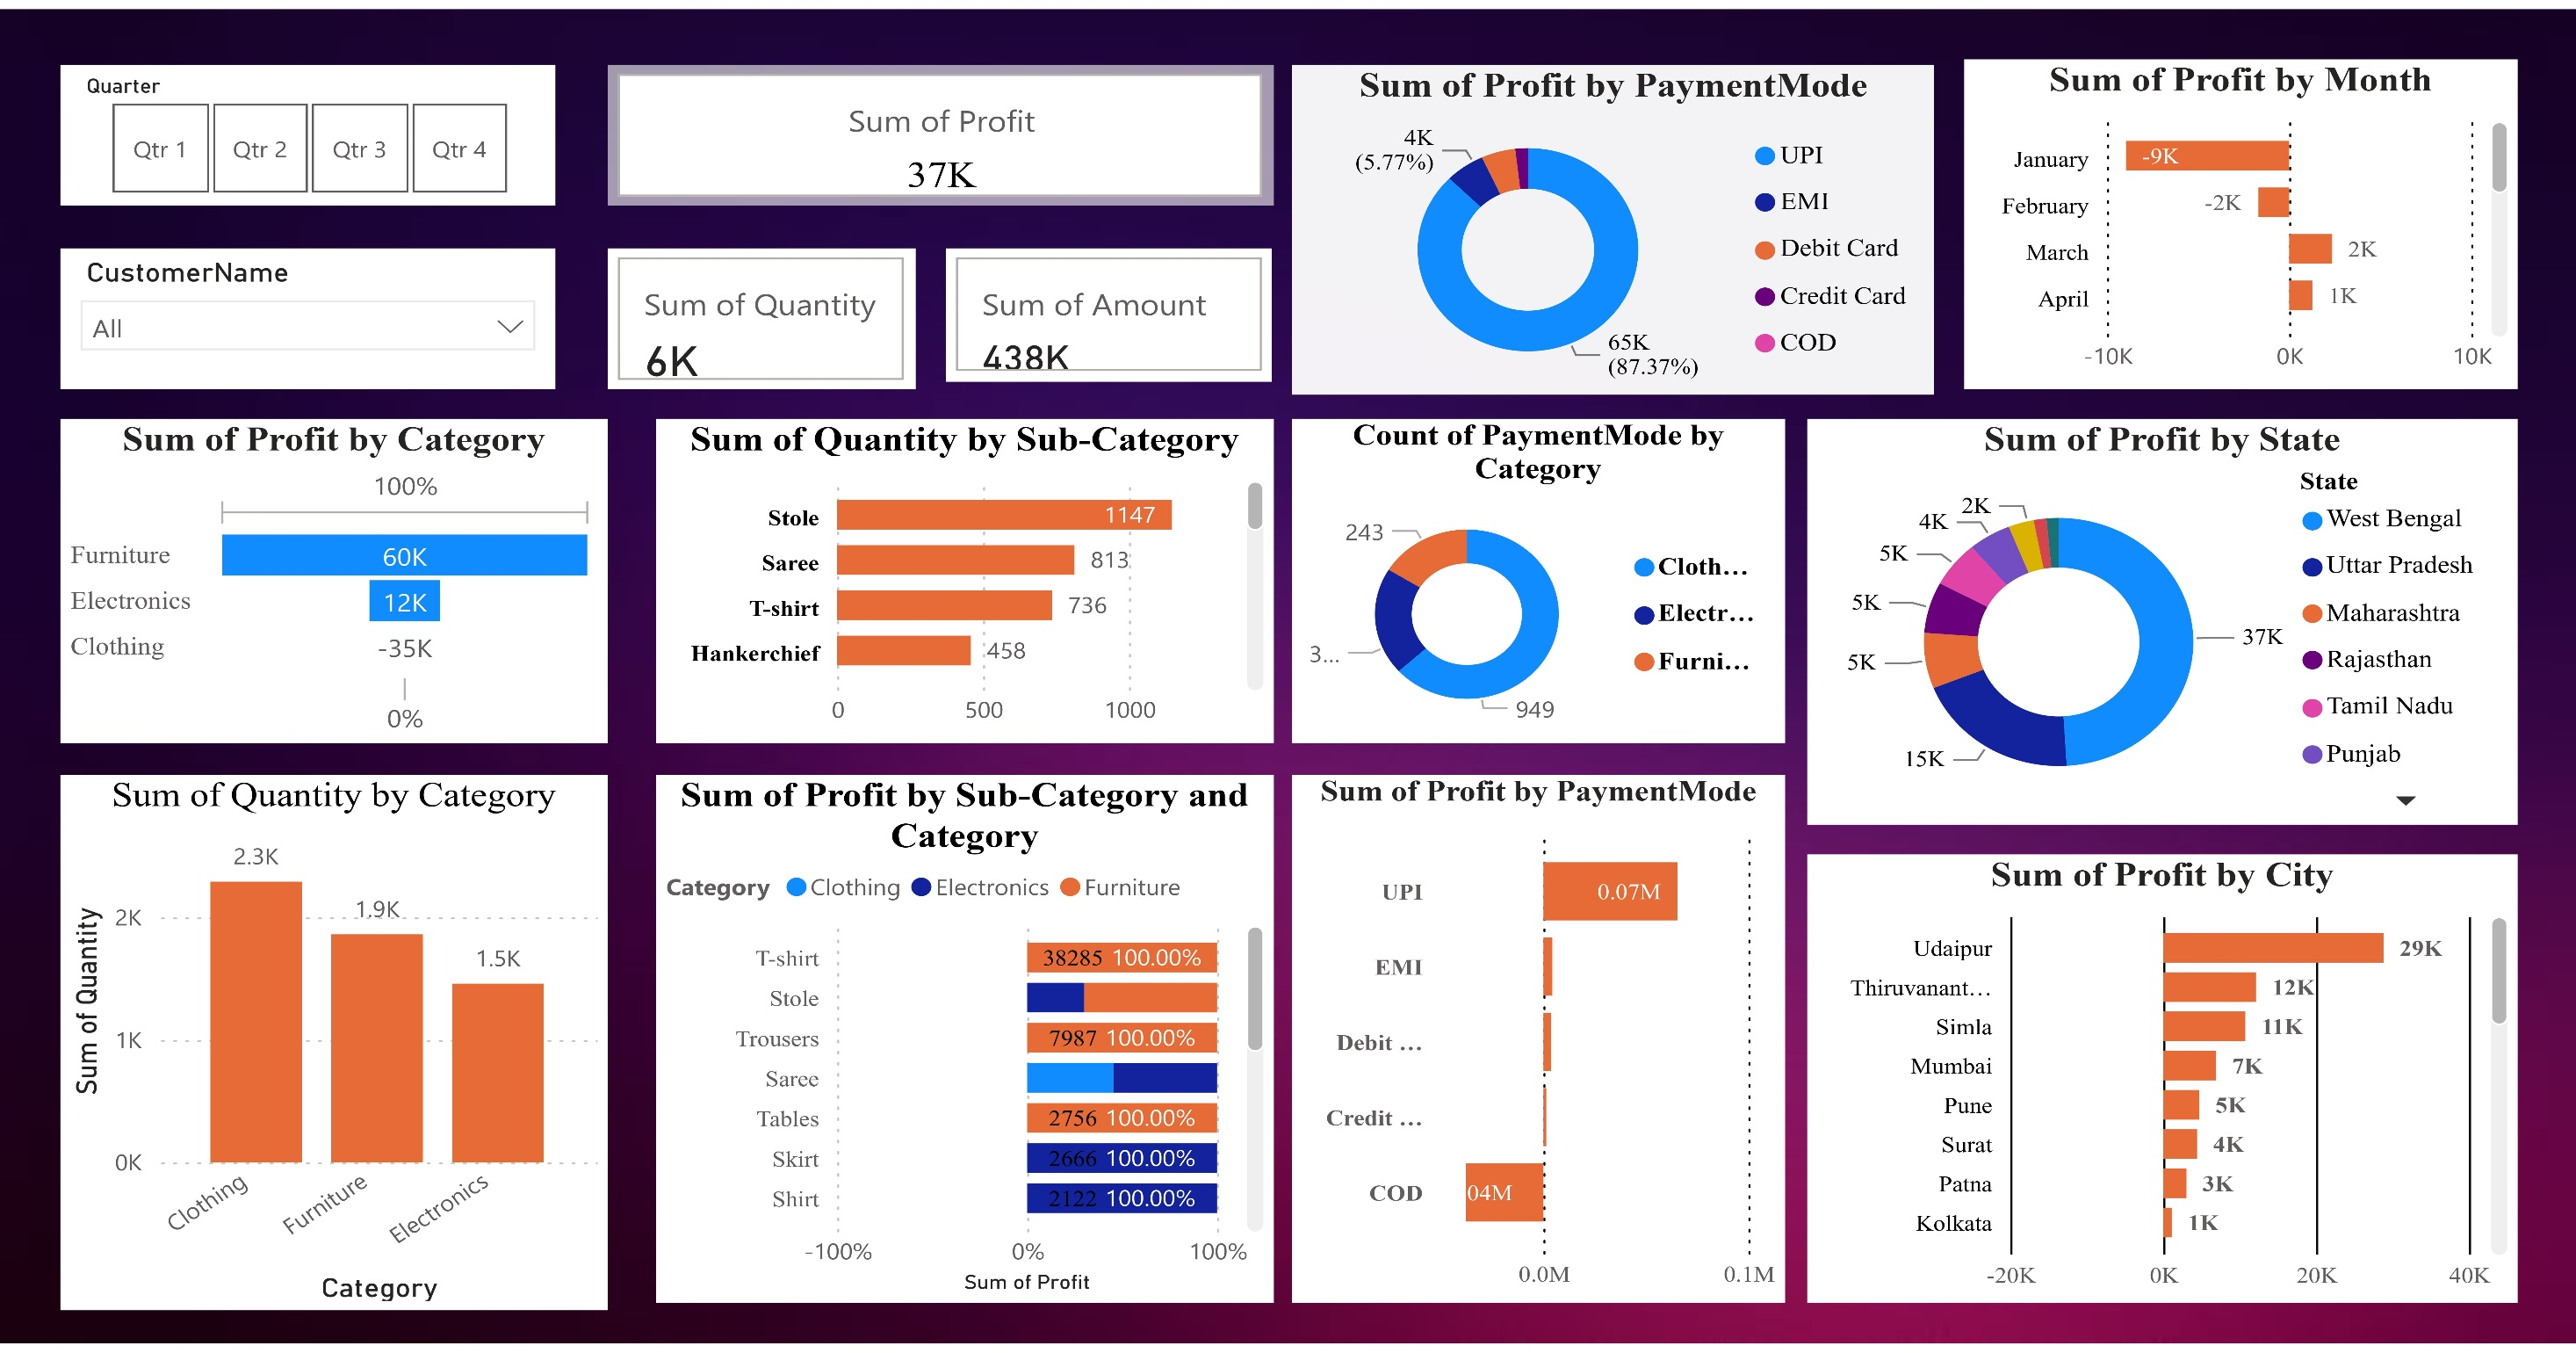 Quarter
Qtr 1 Qtr 2 Qtr 3 Qtr 4
CustomerName
All
Sum of Profit
37K
Sum of Quantity
6K
Sum of Amount
438K
Sum of Profit by PaymentMode
4K
(5.77%)
65K
(87.37%)
UPI
EMI
Debit Card
Credit Card
COD
Sum of Profit by Month
January -9K
February -2K
March 2K
April 1K
-10K 0K 10K
Sum of Profit by Category
100%
Furniture 60K
Electronics 12K
Clothing -35K
0%
Sum of Quantity by Sub-Category
Stole 1147
Saree 813
T-shirt 736
Hankerchief 458
0 500 1000
Count of PaymentMode by
Category
243
3...
949
Cloth...
Electr...
Furni...
Sum of Profit by State
2K
4K
5K
5K
5K
15K
37K
State
West Bengal
Uttar Pradesh
Maharashtra
Rajasthan
Tamil Nadu
Punjab
Sum of Quantity by Category
Sum of Quantity
2.3K
1.9K
1.5K
2K
1K
0K
Clothing Furniture Electronics
Category
Sum of Profit by Sub-Category and
Category
Category Clothing Electronics Furniture
T-shirt 38285 100.00%
Stole
Trousers 7987 100.00%
Saree
Tables 2756 100.00%
Skirt 2666 100.00%
Shirt 2122 100.00%
-100% 0% 100%
Sum of Profit
Sum of Profit by PaymentMode
UPI 0.07M
EMI
Debit ...
Credit ...
COD 04M
0.0M 0.1M
Sum of Profit by City
Udaipur 29K
Thiruvanant... 12K
Simla 11K
Mumbai 7K
Pune 5K
Surat 4K
Patna 3K
Kolkata 1K
-20K 0K 20K 40K